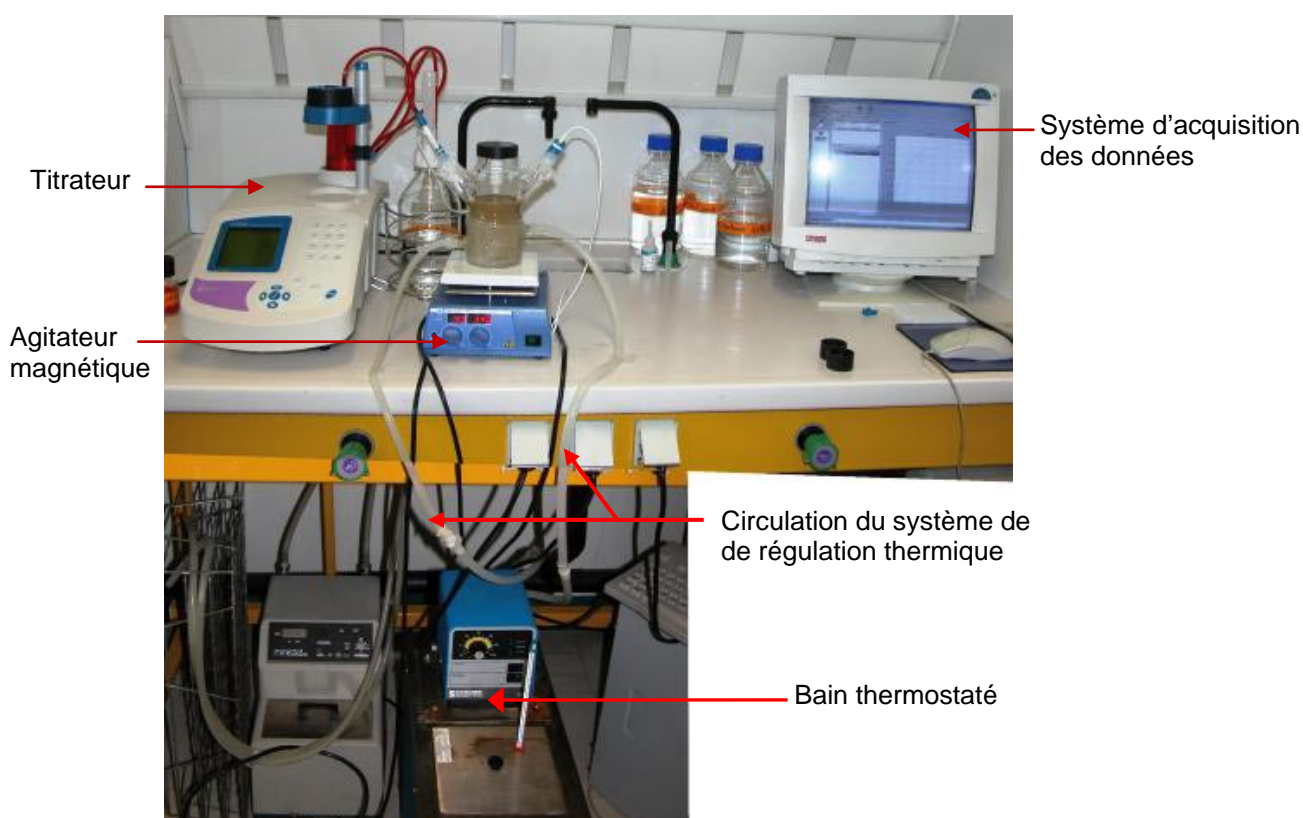 Système d'acquisition
des données
Titrateur
Agitateur
magnétique
Circulation du système de
de régulation thermique
Bain thermostaté